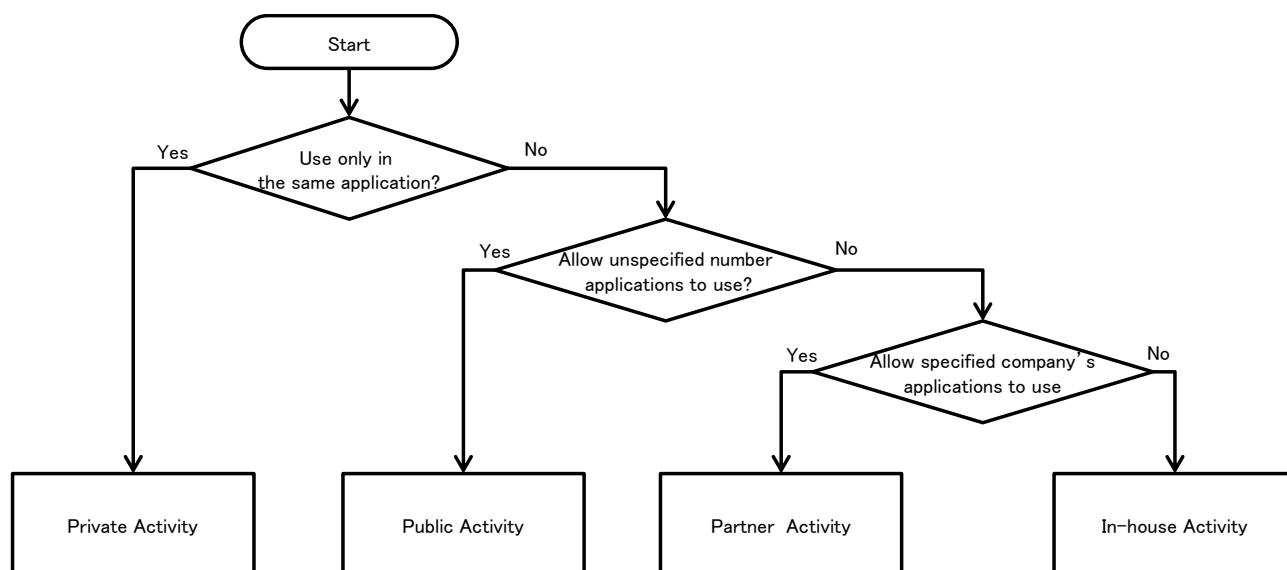 Start
Yes
No
Use only in
the same application?
Yes
No
Allow unspecified number
applications to use?
Yes
No
Allow specified company’s
applications to use
Private Activity
Public Activity
Partner Activity
In-house Activity